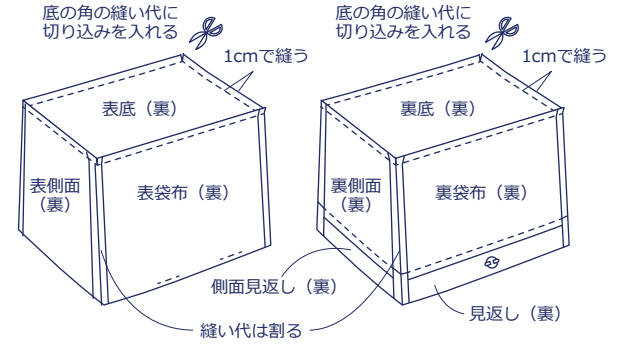 底の角の縫い代に
切り込みを入れる
1cmで縫う
表底（裏）
表側面
（裏）
表袋布（裏）
底の角の縫い代に
切り込みを入れる
1cmで縫う
裏底（裏）
裏側面
（裏）
裏袋布（裏）
側面見返し（裏）
見返し（裏）
縫い代は割る